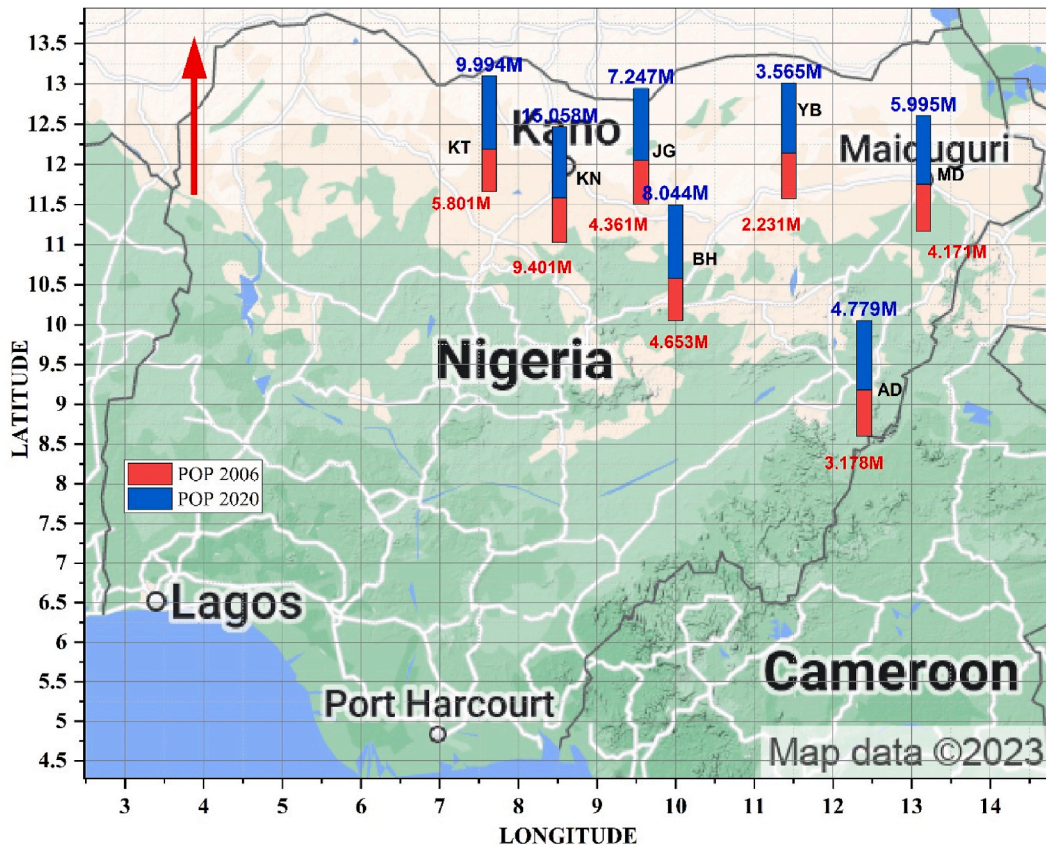 13.5
13
12.5
12
11.5
11
10.5
10
9.5
9
8.5
8
7.5
7
6.5
6
5.5
5
4.5
LATITUDE
9.994M
15.058M
7.247M
3.565M
5.995M
Kano
Maiduguri
KT
KN
JG
YB
MD
5.801M
9.401M
4.361M
8.044M
2.231M
4.171M
BH
4.653M
4.779M
Nigeria
AD
3.178M
POP 2006
POP 2020
Lagos
Port Harcourt
Cameroon
Map data ©2023
3 4 5 6 7 8 9 10 11 12 13 14
LONGITUDE